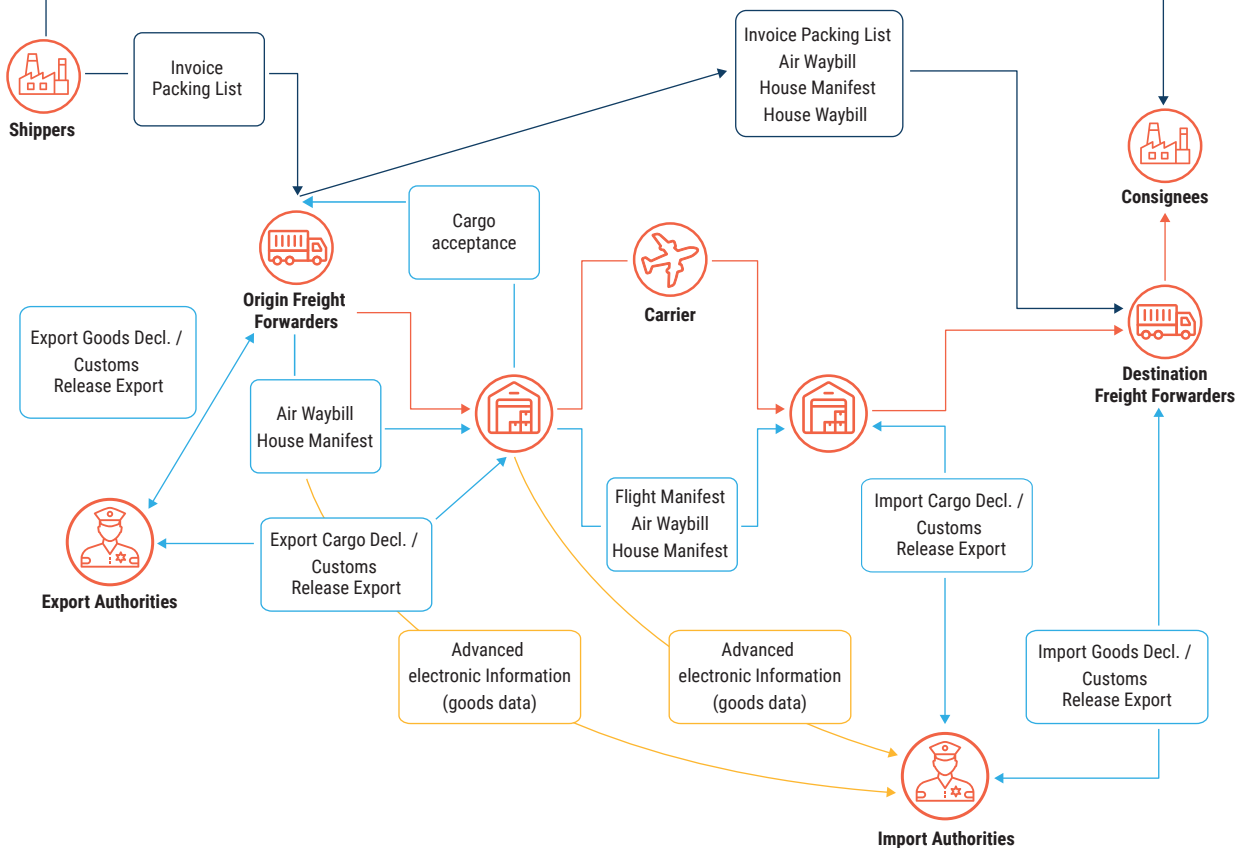 Invoice
Packing List
Shippers
Invoice Packing List
Air Waybill
House Manifest
House Waybill
Consignees
Cargo
acceptance
Origin Freight
Forwarders
Carrier
Export Goods Decl. /
Customs
Release Export
Air Waybill
House Manifest
Destination
Freight Forwarders
Flight Manifest
Air Waybill
House Manifest
Import Cargo Decl. /
Customs
Release Export
Export Cargo Decl. /
Customs
Release Export
Export Authorities
Advanced
electronic Information
(goods data)
Advanced
electronic Information
(goods data)
Import Goods Decl. /
Customs
Release Export
Import Authorities